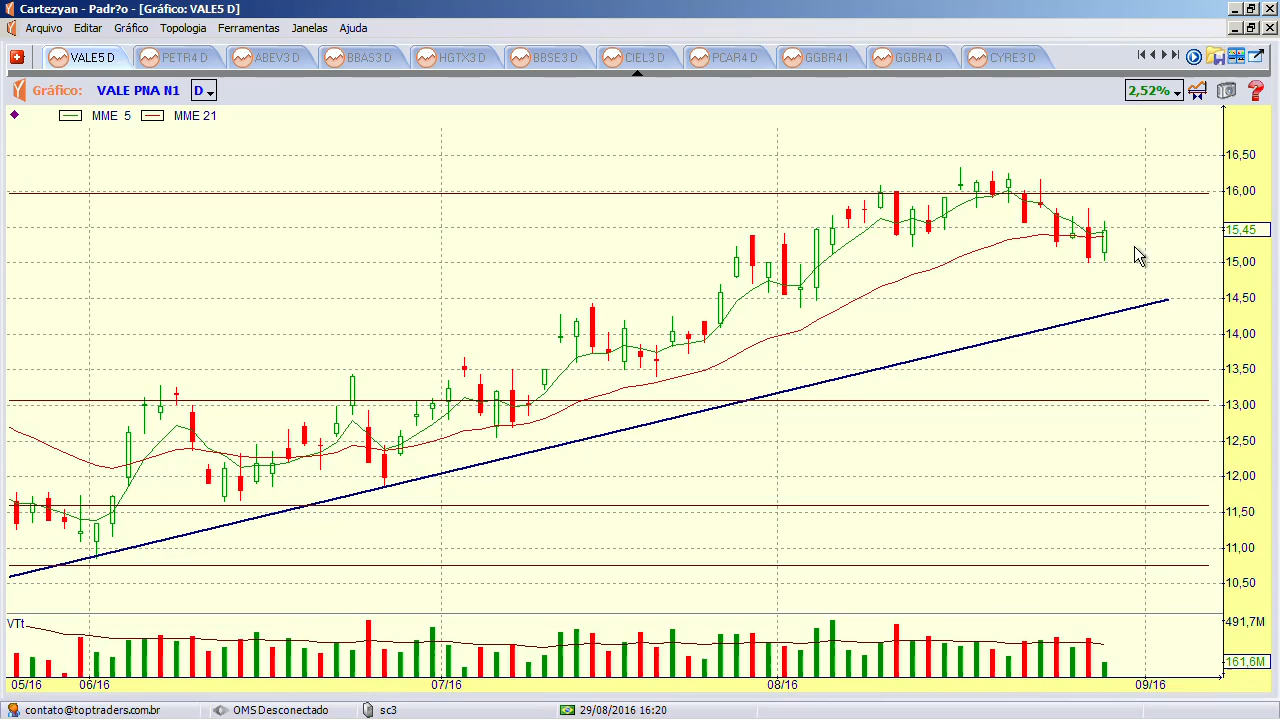 Cartezyan - Padr?o - [Gráfico: VALE5 D]
Arquivo Editar Gráfico Topologia Ferramentas Janelas Ajuda
VALE5 D PETR4 D ABEV3 D BBAS3 D HGTX3 D BBSE3 D CIEL3 D PCAR4 D GGBR4 I GGBR4 D CYRE3 D
Gráfico: VALE PNA N1 D 2,52%
MME 5 MME 21
16,50
16,00
15,45
15,00
14,50
14,00
13,50
13,00
12,50
12,00
11,50
11,00
10,50
VTt 491,7M
161,6M
05/16 06/16 07/16 08/16 09/16
contato@toptraders.com.br OMS Desconectado sc3 29/08/2016 16:20